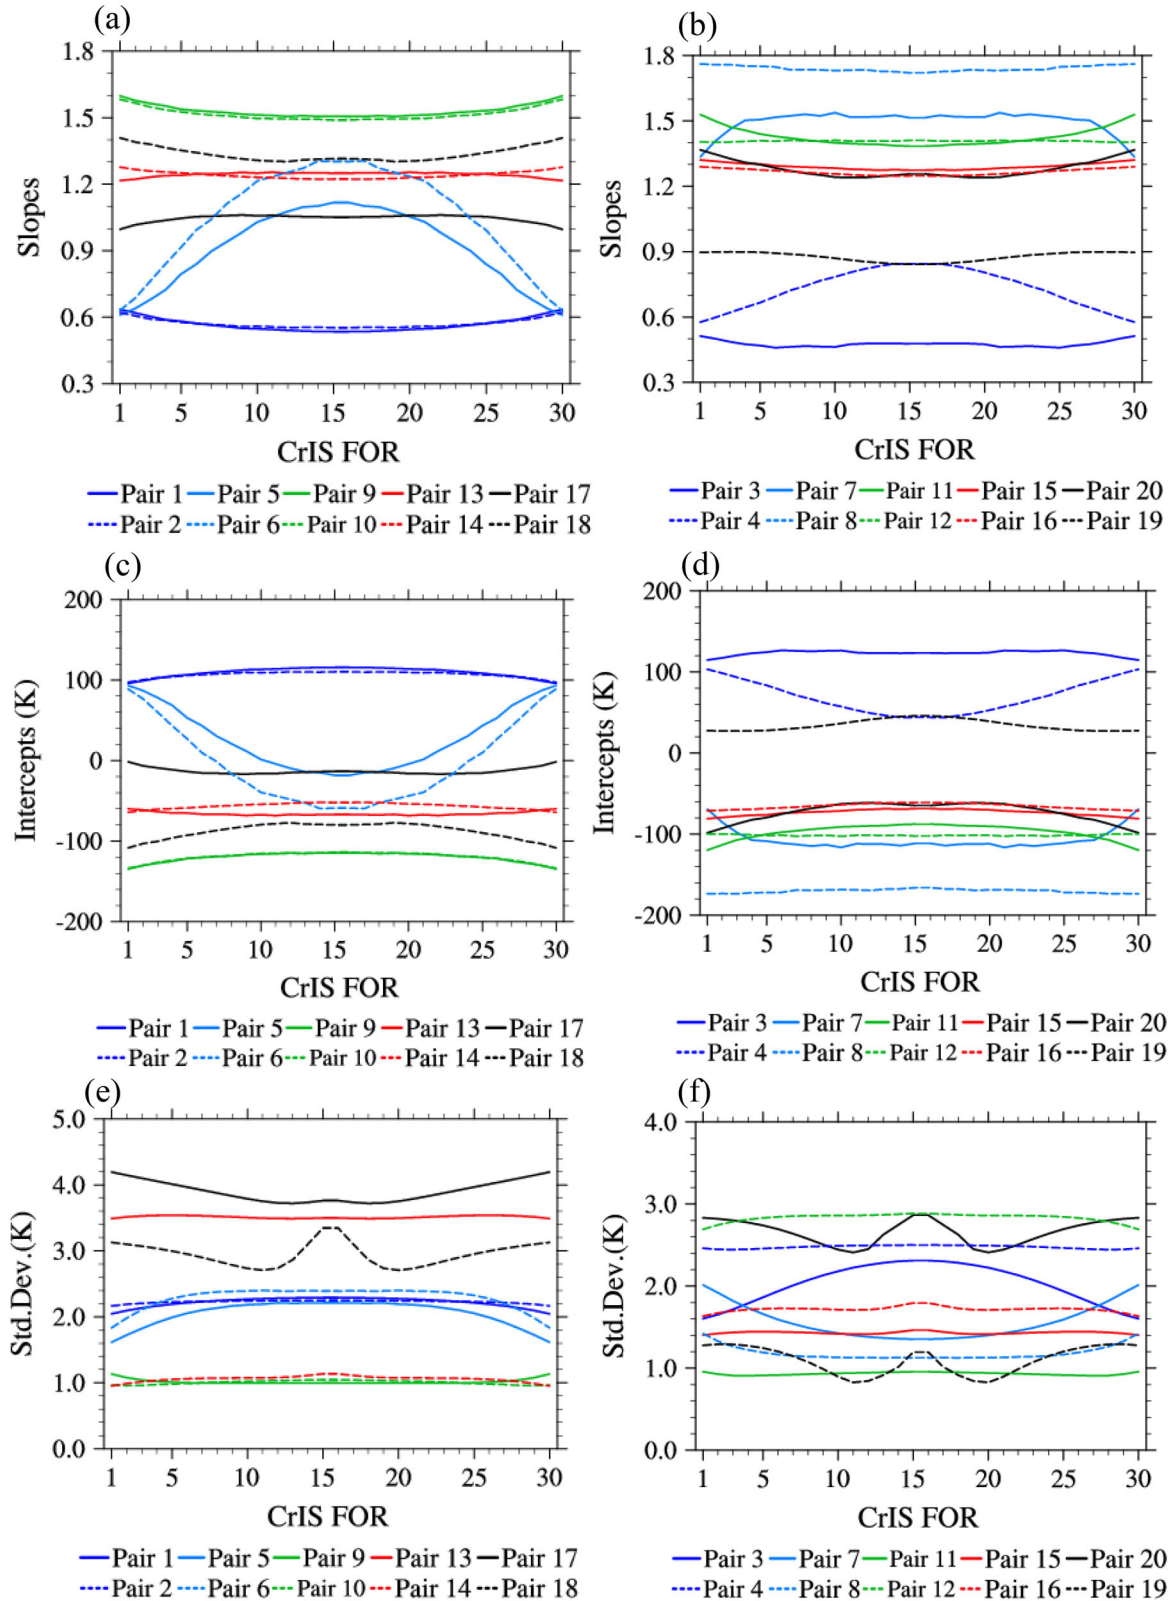 (a)
1.8
1.5
1.2
0.9
0.6
0.3
Slopes
1 5 10 15 20 25 30
CrIS FOR
Pair 1 Pair 5 Pair 9 Pair 13 Pair 17
Pair 2 Pair 6 Pair 10 Pair 14 Pair 18
(b)
1.8
1.5
1.2
0.9
0.6
0.3
Slopes
1 5 10 15 20 25 30
CrIS FOR
Pair 3 Pair 7 Pair 11 Pair 15 Pair 20
Pair 4 Pair 8 Pair 12 Pair 16 Pair 19
(c)
200
100
0
-100
-200
Intercepts (K)
1 5 10 15 20 25 30
CrIS FOR
Pair 1 Pair 5 Pair 9 Pair 13 Pair 17
Pair 2 Pair 6 Pair 10 Pair 14 Pair 18
(d)
200
100
0
-100
-200
Intercepts (K)
1 5 10 15 20 25 30
CrIS FOR
Pair 3 Pair 7 Pair 11 Pair 15 Pair 20
Pair 4 Pair 8 Pair 12 Pair 16 Pair 19
(e)
5.0
4.0
3.0
2.0
1.0
0.0
Std.Dev.(K)
1 5 10 15 20 25 30
CrIS FOR
Pair 1 Pair 5 Pair 9 Pair 13 Pair 17
Pair 2 Pair 6 Pair 10 Pair 14 Pair 18
(f)
4.0
3.0
2.0
1.0
0.0
Std.Dev.(K)
1 5 10 15 20 25 30
CrIS FOR
Pair 3 Pair 7 Pair 11 Pair 15 Pair 20
Pair 4 Pair 8 Pair 12 Pair 16 Pair 19